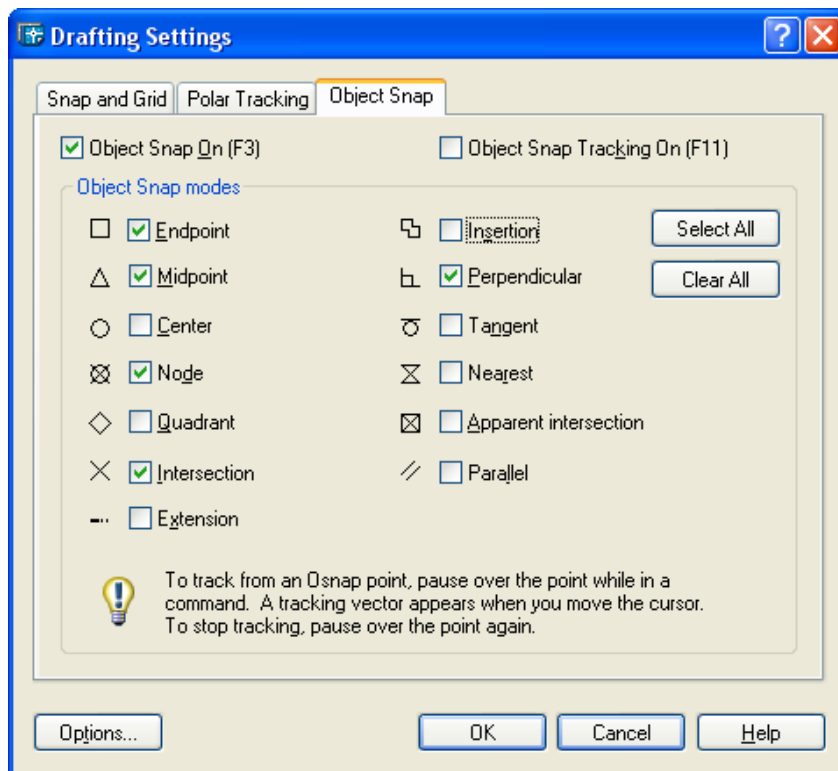 Drafting Settings
Snap and Grid Polar Tracking Object Snap
Object Snap On (F3) Object Snap Tracking On (F11)
Object Snap modes
Endpoint Insertion Select All
Midpoint Perpendicular Clear All
Center Tangent
Node Nearest
Quadrant Apparent intersection
Intersection Parallel
Extension
To track from an Osnap point, pause over the point while in a
command. A tracking vector appears when you move the cursor.
To stop tracking, pause over the point again.
Options... OK Cancel Help